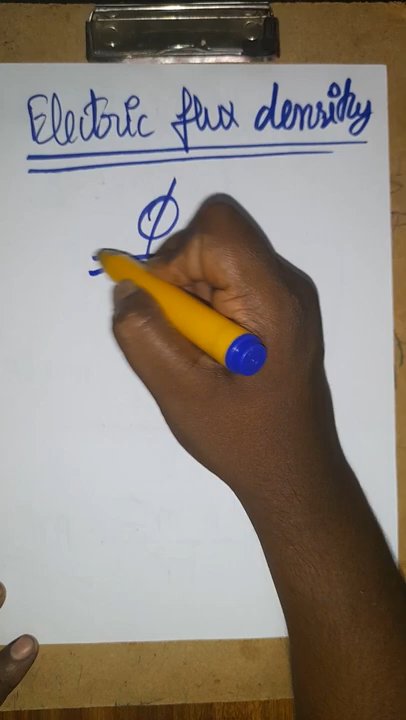 Electric flux density
= ϕ